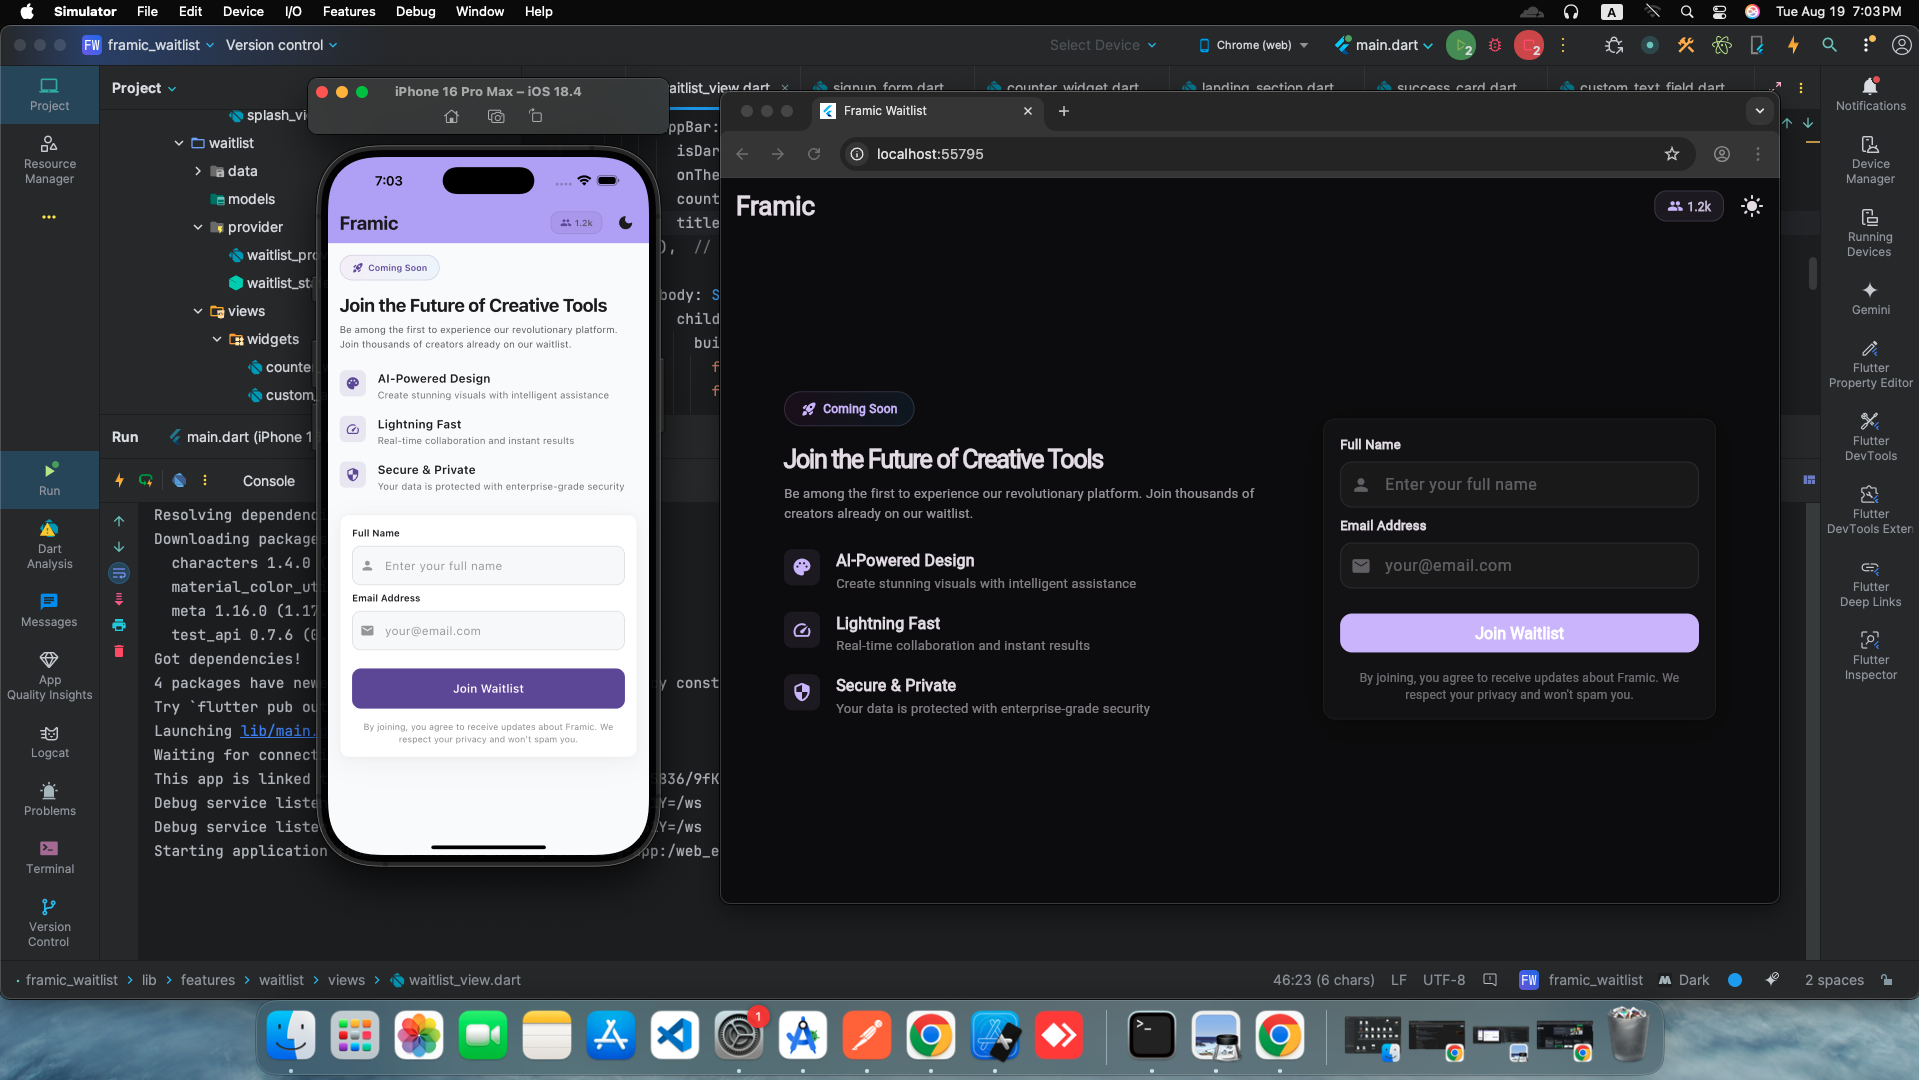 Simulator File Edit Device I/O Features Debug Window Help
A
Tue Aug 19 7:03 PM
FW framic_waitlist
Version control
Select Device
Chrome (web)
main.dart
2
2
Project
Resource
Manager
Run
Dart
Analysis
Messages
App
Quality Insights
Logcat
Problems
Terminal
Version
Control
Project
waitlist
data
models
provider
views
widgets
Run
main.dart (iPhone 1
Console
Downloading package
characters 1.4.0
meta 1.16.0 (1.17
test_api 0.7.6 (0
Got dependencies!
4 packages have new
Try `flutter pub ou
Launching lib/main.
Waiting for connect
This app is linked
Debug service liste
Debug service liste
Starting application
iPhone 16 Pro Max – iOS 18.4
7:03
Framic
1.2k
Coming Soon
Join the Future of Creative Tools
Be among the first to experience our revolutionary platform.
Join thousands of creators already on our waitlist.
AI-Powered Design
Create stunning visuals with intelligent assistance
Lightning Fast
Real-time collaboration and instant results
Secure & Private
Your data is protected with enterprise-grade security
Full Name
Enter your full name
Email Address
your@email.com
Join Waitlist
By joining, you agree to receive updates about Framic. We
respect your privacy and won't spam you.
aitlist_view.dart
signup_form.dart
counter_widget.dart
landing_section.dart
success_card.dart
custom_text_field.dart
ppBar:
isDar
onThe
count
title
), //
body: S
child
bui
Framic Waitlist
localhost:55795
Framic
1.2k
Coming Soon
Join the Future of Creative Tools
Be among the first to experience our revolutionary platform. Join thousands of
creators already on our waitlist.
AI-Powered Design
Create stunning visuals with intelligent assistance
Lightning Fast
Real-time collaboration and instant results
Secure & Private
Your data is protected with enterprise-grade security
Full Name
Enter your full name
Email Address
your@email.com
Join Waitlist
By joining, you agree to receive updates about Framic. We
respect your privacy and won't spam you.
Notifications
Device
Manager
Running
Devices
Gemini
Flutter
Property Editor
Flutter
DevTools
Flutter
DevTools Exten
Flutter
Deep Links
Flutter
Inspector
framic_waitlist > lib > features > waitlist > views > waitlist_view.dart
46:23 (6 chars) LF UTF-8 FW framic_waitlist Dark 2 spaces
1